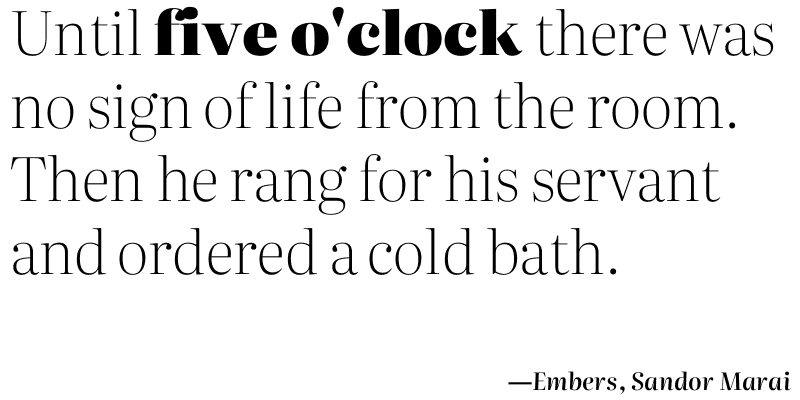 Until five o'clock there was
no sign of life from the room.
Then he rang for his servant
and ordered a cold bath.
—Embers, Sandor Marai